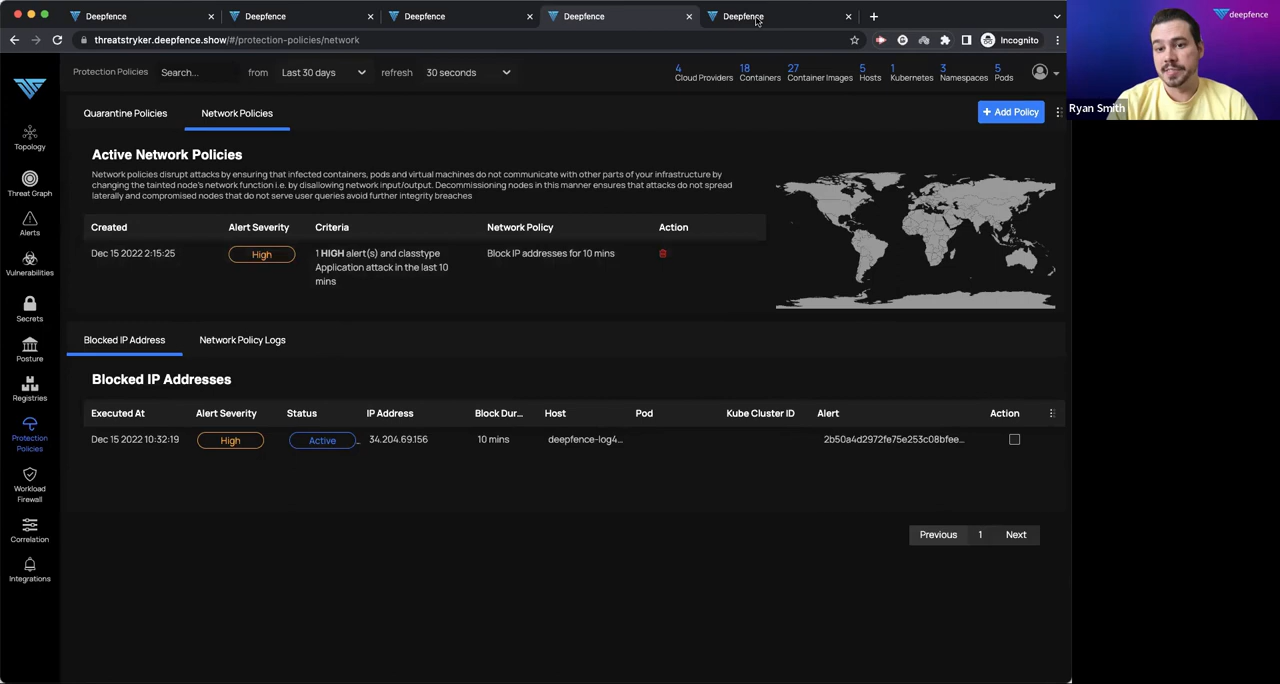 Deepfence
Deepfence
Deepfence
Deepfence
Deepfence
deepfence
threatstryker.deepfence.show/#/protection-policies/network
Incognito
Protection Policies
Search...
from
Last 30 days
refresh
30 seconds
4
Cloud Providers
18
Containers
27
Container Images
5
Hosts
1
Kubernetes
3
Namespaces
5
Pods
Ryan Smith
Topology
Threat Graph
Alerts
Vulnerabilities
Secrets
Posture
Registries
Protection
Policies
Workload
Firewall
Correlation
Integrations
Quarantine Policies
Network Policies
+ Add Policy
Active Network Policies
Network policies disrupt attacks by ensuring that infected containers, pods and virtual machines do not communicate with other parts of your infrastructure by
changing the tainted node's network function i.e. by disallowing network input/output. Decommissioning nodes in this manner ensures that attacks do not spread
laterally and compromised nodes that do not serve user queries avoid further integrity breaches
Created Alert Severity Criteria Network Policy Action
Dec 15 2022 2:15:25 High 1 HIGH alert(s) and classtype Block IP addresses for 10 mins
Application attack in the last 10
mins
Blocked IP Address
Network Policy Logs
Blocked IP Addresses
Executed At Alert Severity Status IP Address Block Dur... Host Pod Kube Cluster ID Alert Action
Dec 15 2022 10:32:19 High Active 34.204.69.156 10 mins deepfence-log4... 2b50a4d2972fe75e253c08bfee...
Previous 1 Next